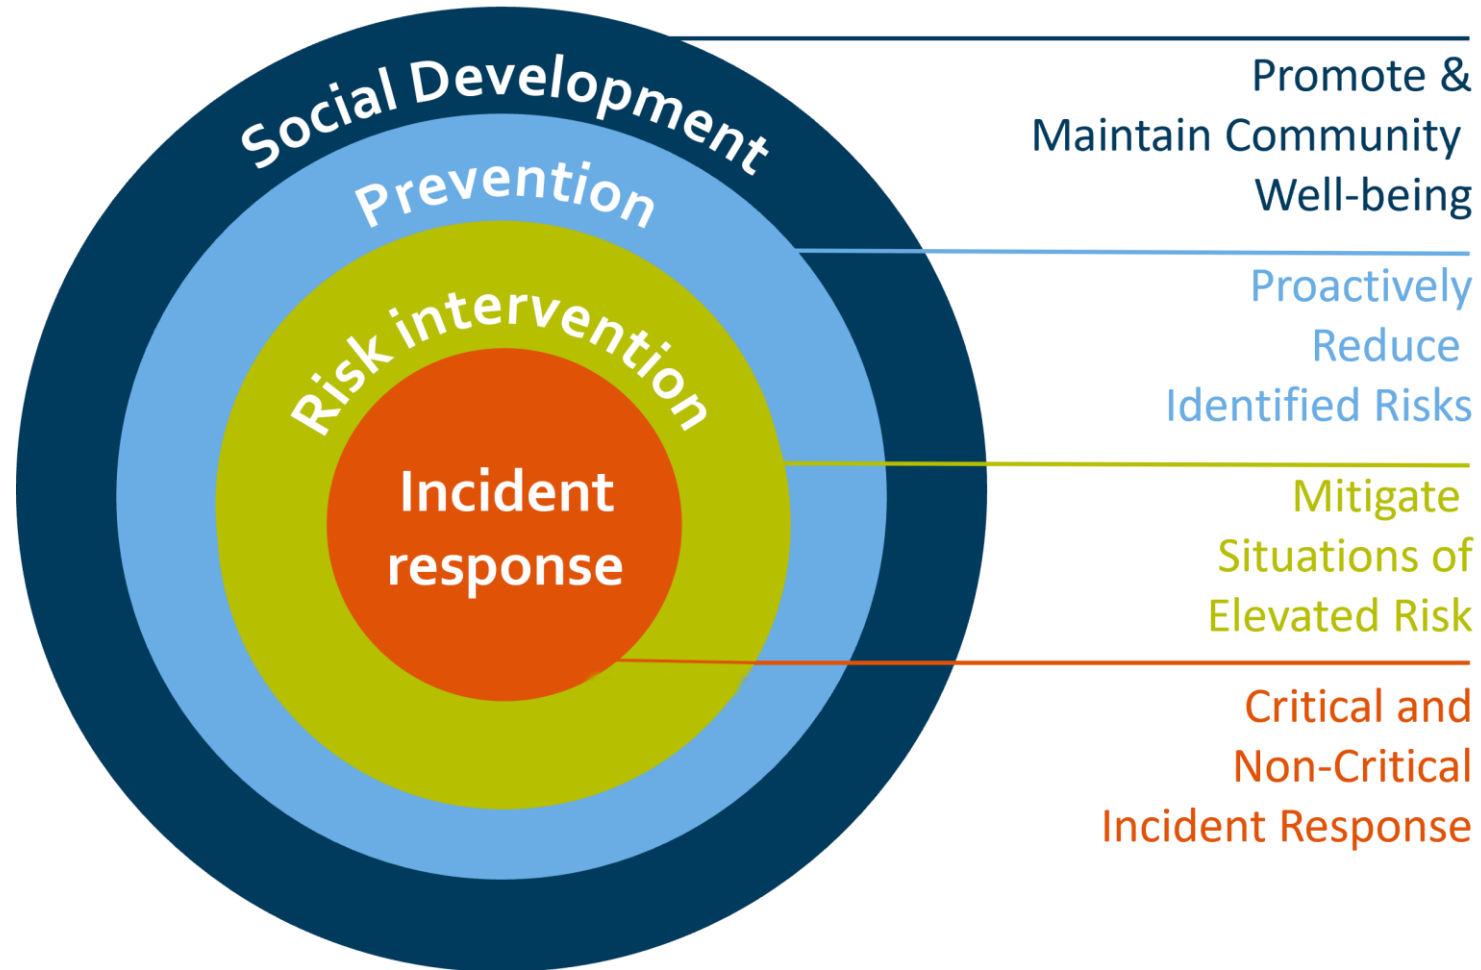 Social Development
Prevention
Risk intervention
Incident
response
Promote &
Maintain Community
Well-being
Proactively
Reduce
Identified Risks
Mitigate
Situations of
Elevated Risk
Critical and
Non-Critical
Incident Response